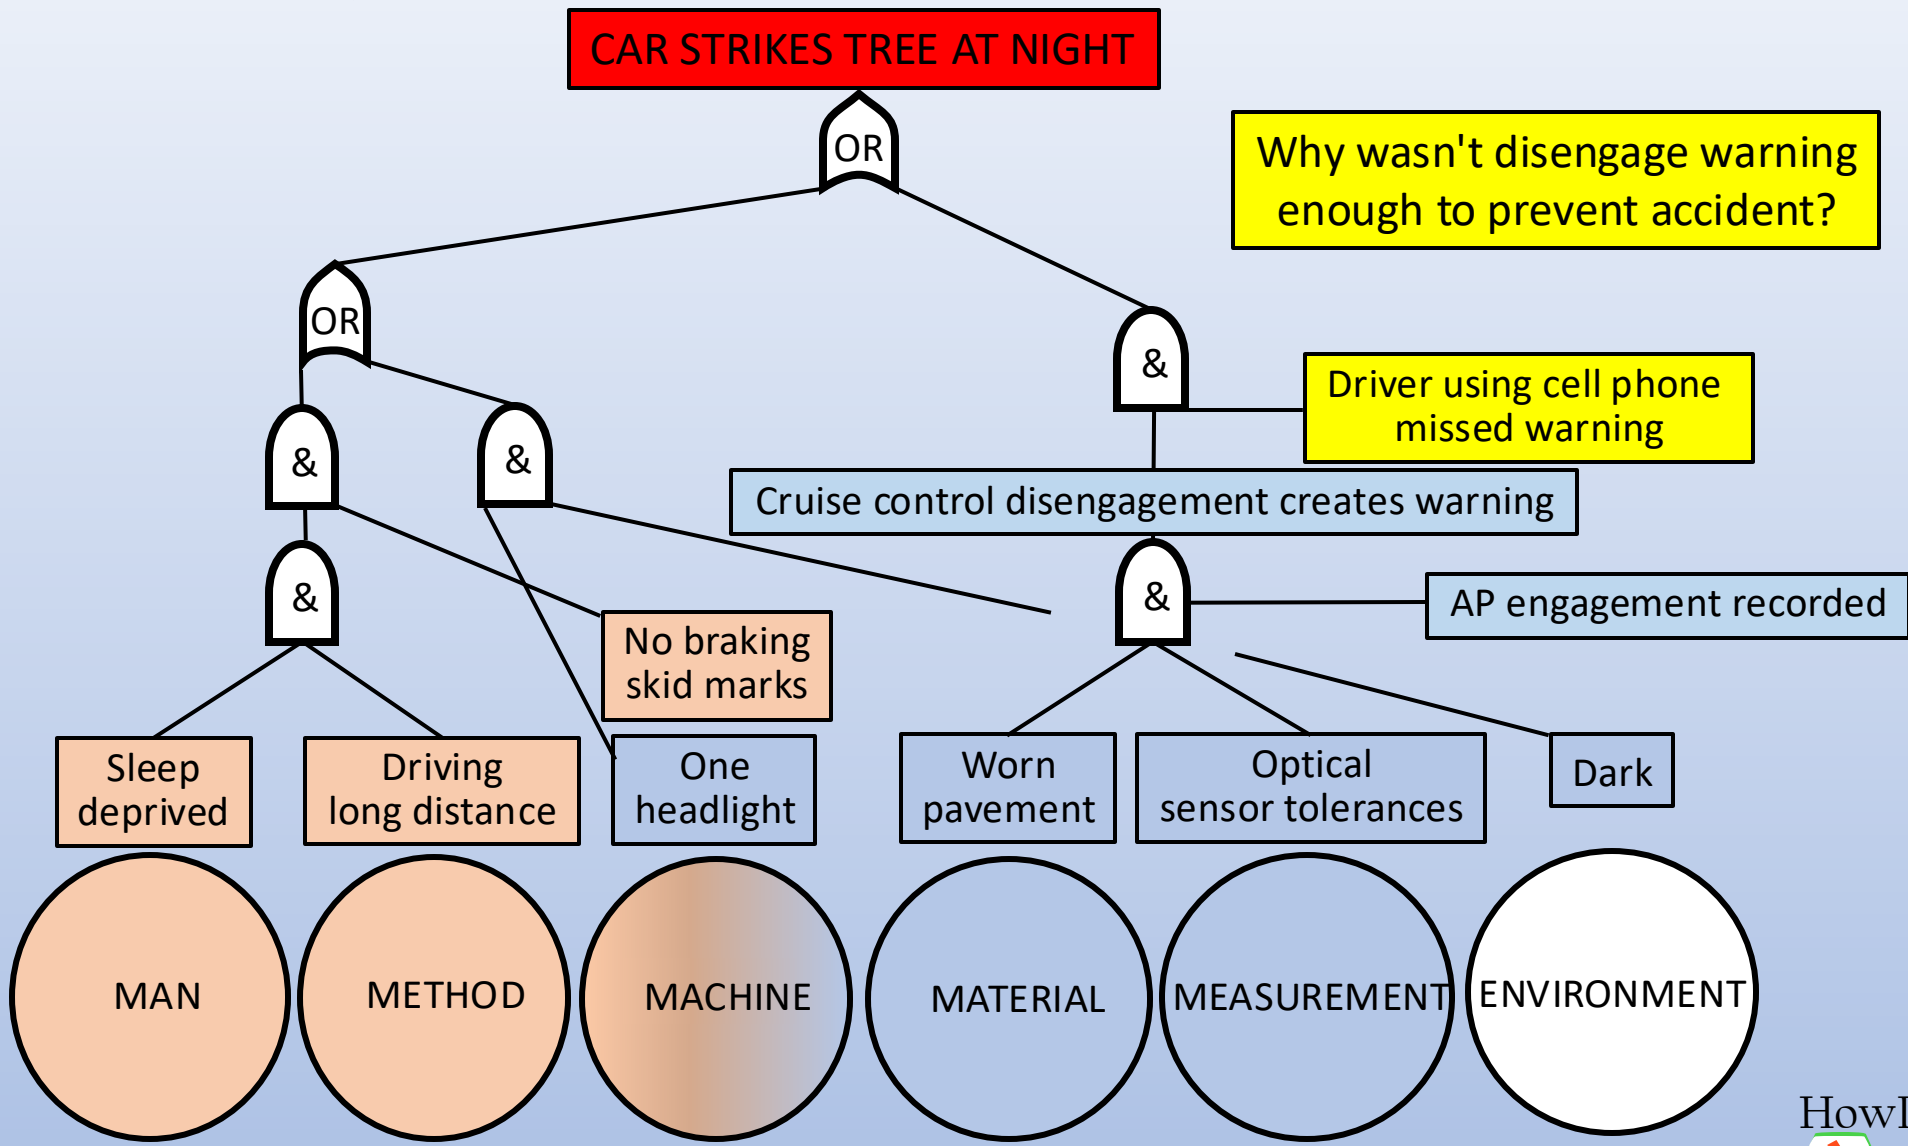 CAR STRIKES TREE AT NIGHT
OR
Why wasn't disengage warning
enough to prevent accident?
OR
&
Driver using cell phone
missed warning
&
&
Cruise control disengagement creates warning
&
&
AP engagement recorded
No braking
skid marks
Sleep
deprived
Driving
long distance
One
headlight
Worn
pavement
Optical
sensor tolerances
Dark
MAN
METHOD
MACHINE
MATERIAL
MEASUREMENT
ENVIRONMENT